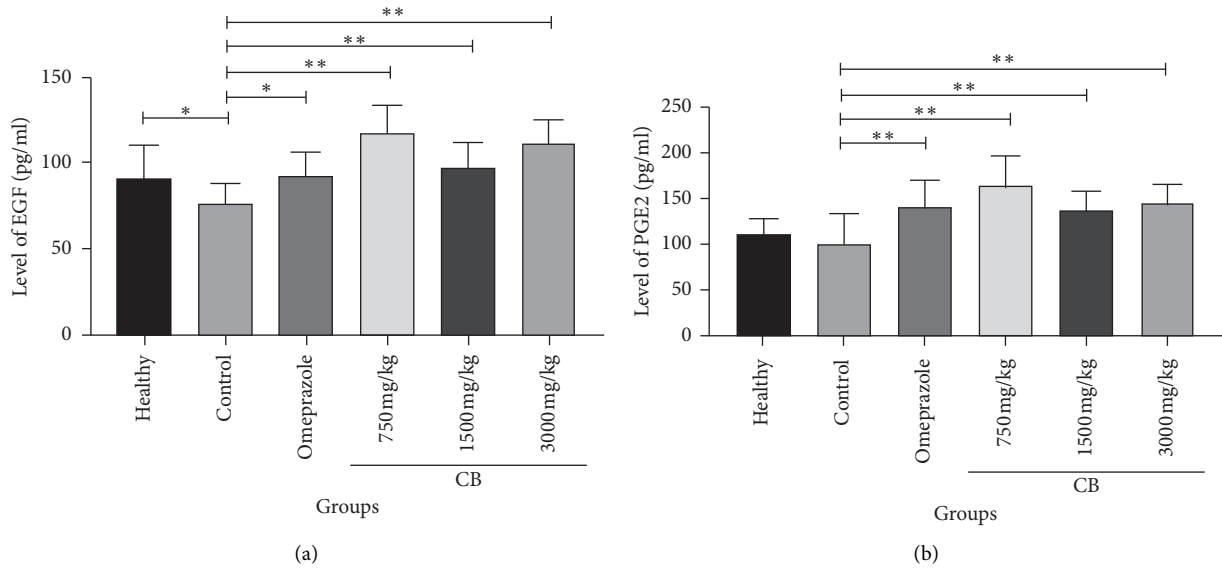 **
**
**
*
*
150
100
50
0
Level of EGF (pg/ml)
Healthy
Control
Omeprazole
750 mg/kg
1500 mg/kg
3000 mg/kg
CB
Groups
(a)
**
**
**
**
250
200
150
100
50
0
Level of PGE2 (pg/ml)
Healthy
Control
Omeprazole
750 mg/kg
1500 mg/kg
3000 mg/kg
CB
Groups
(b)